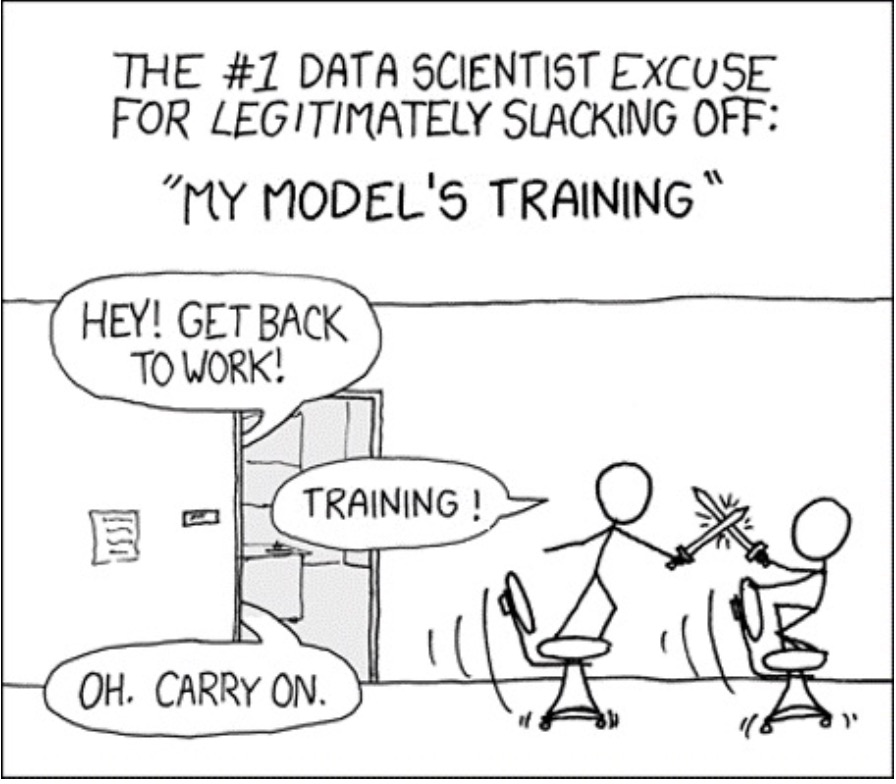 THE #1 DATA SCIENTIST EXCUSE
FOR LEGITIMATELY SLACKING OFF:
"MY MODEL'S TRAINING"
HEY! GET BACK
TO WORK!
TRAINING!
OH. CARRY ON.